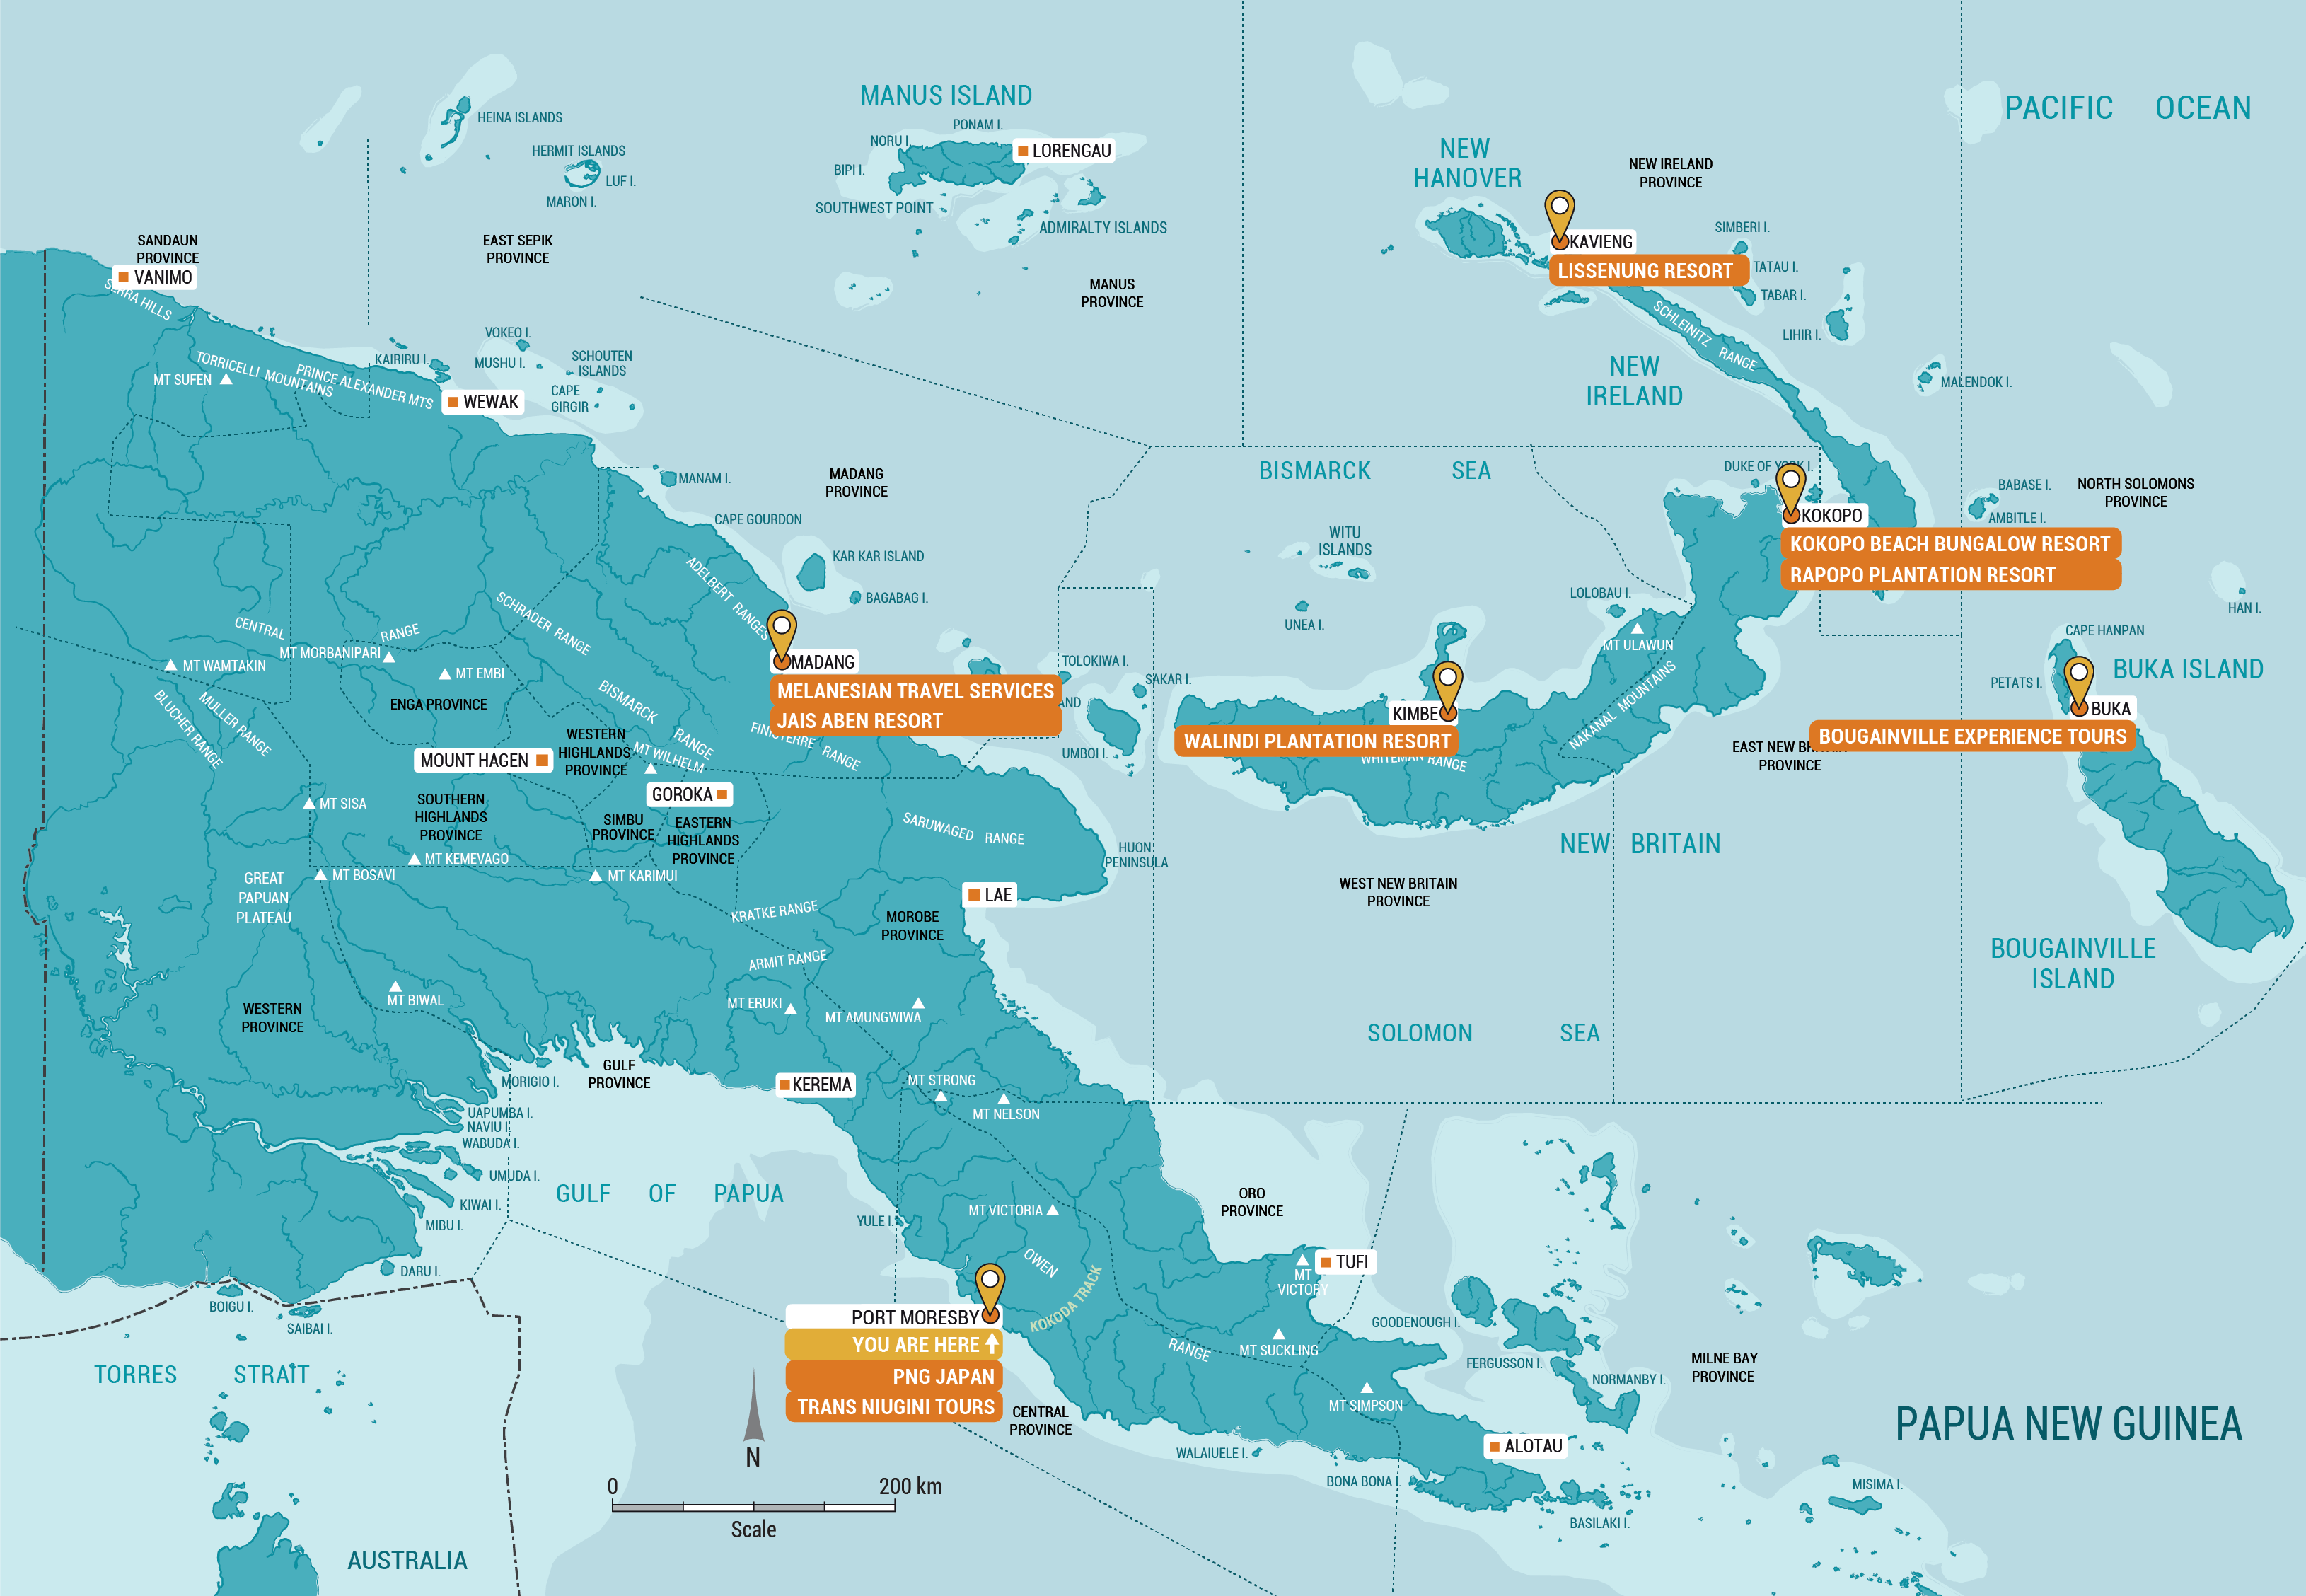 PACIFIC OCEAN
MANUS ISLAND
HEINA ISLANDS
PONAM I.
NORU I.
LORENGAU
HERMIT ISLANDS
LUF I.
MARON I.
BIPI I.
SOUTHWEST POINT
ADMIRALTY ISLANDS
MANUS
PROVINCE
NEW
HANOVER
NEW IRELAND
PROVINCE
KAVIENG
LISSENUNG RESORT
SIMBERI I.
TATAU I.
TABAR I.
LIHIR I.
SCHLEINITZ RANGE
NEW
IRELAND
MALENDOK I.
SANDAUN
PROVINCE
VANIMO
SERRA HILLS
EAST SEPIK
PROVINCE
VOKEO I.
KAIRIRU I.
MUSHU I.
SCHOUTEN
ISLANDS
CAPE
GIRGIR
TORRICELLI MOUNTAINS
PRINCE ALEXANDER MTS
MT SUFEN
WEWAK
MANAM I.
MADANG
PROVINCE
CAPE GOURDON
KAR KAR ISLAND
BAGABAG I.
ADELBERT RANGES
BISMARCK SEA
WITU
ISLANDS
UNEA I.
DUKE OF YORK I.
KOKOPO
KOKOPO BEACH BUNGALOW RESORT
RAPOPO PLANTATION RESORT
BABASE I.
AMBITLE I.
NORTH SOLOMONS
PROVINCE
HAN I.
LOLOBAU I.
MT ULAWUN
NAKANAI MOUNTAINS
CAPE HANPAN
BUKA ISLAND
PETATS I.
BUKA
BOUGAINVILLE EXPERIENCE TOURS
EAST NEW BRITAIN
PROVINCE
KIMBE
WALINDI PLANTATION RESORT
WHITEMAN RANGE
NEW BRITAIN
WEST NEW BRITAIN
PROVINCE
BOUGAINVILLE
ISLAND
SOLOMON SEA
MADANG
MELANESIAN TRAVEL SERVICES
JAIS ABEN RESORT
TOLOKIWA I.
SAKAR I.
UMBOI I.
CENTRAL RANGE
SCHRADER RANGE
MT WAMTAKIN
MT MORBANIPARI
MT EMBI
ENGA PROVINCE
BLUCHER RANGE
MULLER RANGE
BISMARCK RANGE
FINISTERRE RANGE
WESTERN
HIGHLANDS
PROVINCE
MT WILHELM
MOUNT HAGEN
GOROKA
SOUTHERN
HIGHLANDS
PROVINCE
SIMBU
PROVINCE
EASTERN
HIGHLANDS
PROVINCE
MT SISA
MT KEMEVAGO
MT BOSAVI
MT KARIMUI
GREAT
PAPUAN
PLATEAU
SARUWAGED RANGE
HUON
PENINSULA
LAE
KRATKE RANGE
MOROBE
PROVINCE
ARMIT RANGE
MT ERUKI
MT AMUNGWIWA
MT BIWAL
WESTERN
PROVINCE
MORIGIO I.
GULF
PROVINCE
KEREMA
MT STRONG
MT NELSON
UAPUMBA I.
NAVIU I.
WABUDA I.
UMUDA I.
KIWAI I.
MIBU I.
DARU I.
GULF OF PAPUA
YULE I.
MT VICTORIA
OWEN RANGE
KOKODA TRACK
ORO
PROVINCE
TUFI
MT
VICTORY
MT SUCKLING
MT SIMPSON
GOODENOUGH I.
FERGUSSON I.
NORMANBY I.
MILNE BAY
PROVINCE
BOIGU I.
SAIBAI I.
TORRES STRAIT
PORT MORESBY
YOU ARE HERE
PNG JAPAN
TRANS NIUGINI TOURS
CENTRAL
PROVINCE
WALAIUELE I.
BONA BONA I.
ALOTAU
BASILAKI I.
MISIMA I.
PAPUA NEW GUINEA
N
0 200 km
Scale
AUSTRALIA